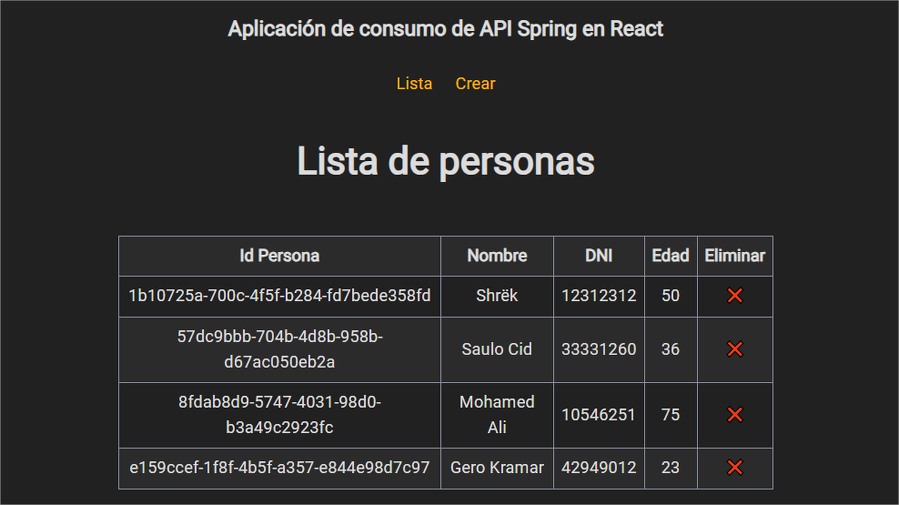 Aplicación de consumo de API Spring en React
Lista Crear
Lista de personas
Id Persona Nombre DNI Edad Eliminar
1b10725a-700c-4f5f-b284-fd7bede358fd Shrëk 12312312 50
57dc9bbb-704b-4d8b-958b-
d67ac050eb2a Saulo Cid 33331260 36
8fdab8d9-5747-4031-98d0-
b3a49c2923fc Mohamed
Ali 10546251 75
e159ccef-1f8f-4b5f-a357-e844e98d7c97 Gero Kramar 42949012 23